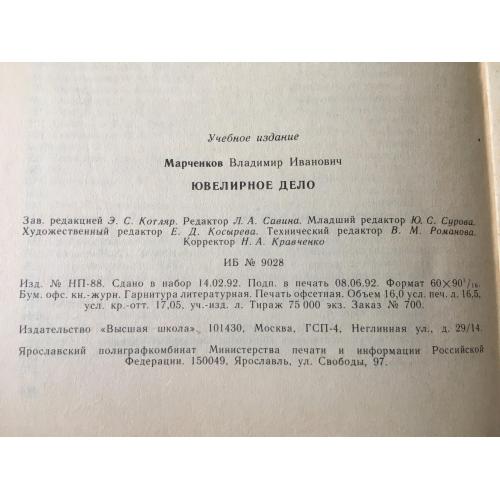 Учебное издание
Марченков Владимир Иванович
ЮВЕЛИРНОЕ ДЕЛО
Зав. редакцией Э. С. Котляр. Редактор Л. А. Савина. Младший редактор Ю. С. Сурова.
Художественный редактор Е. Д. Косырева. Технический редактор В. М. Романова.
Корректор Н. А. Кравченко
ИБ № 9028
Изд. № НП-88. Сдано в набор 14.02.92. Подп. в печать 08.06.92. Формат 60×90¹/₁₆.
Бум. офс. кн.-журн. Гарнитура литературная. Печать офсетная. Объем 16,0 усл. печ. л. 16,5,
усл. кр.-отт. 17,05, уч.-изд. л. Тираж 75 000 экз. Заказ № 700.
Издательство «Высшая школа», 101430, Москва, ГСП-4, Неглинная ул., д. 29/14.
Ярославский полиграфкомбинат Министерства печати и информации Российской
Федерации. 150049, Ярославль, ул. Свободы, 97.